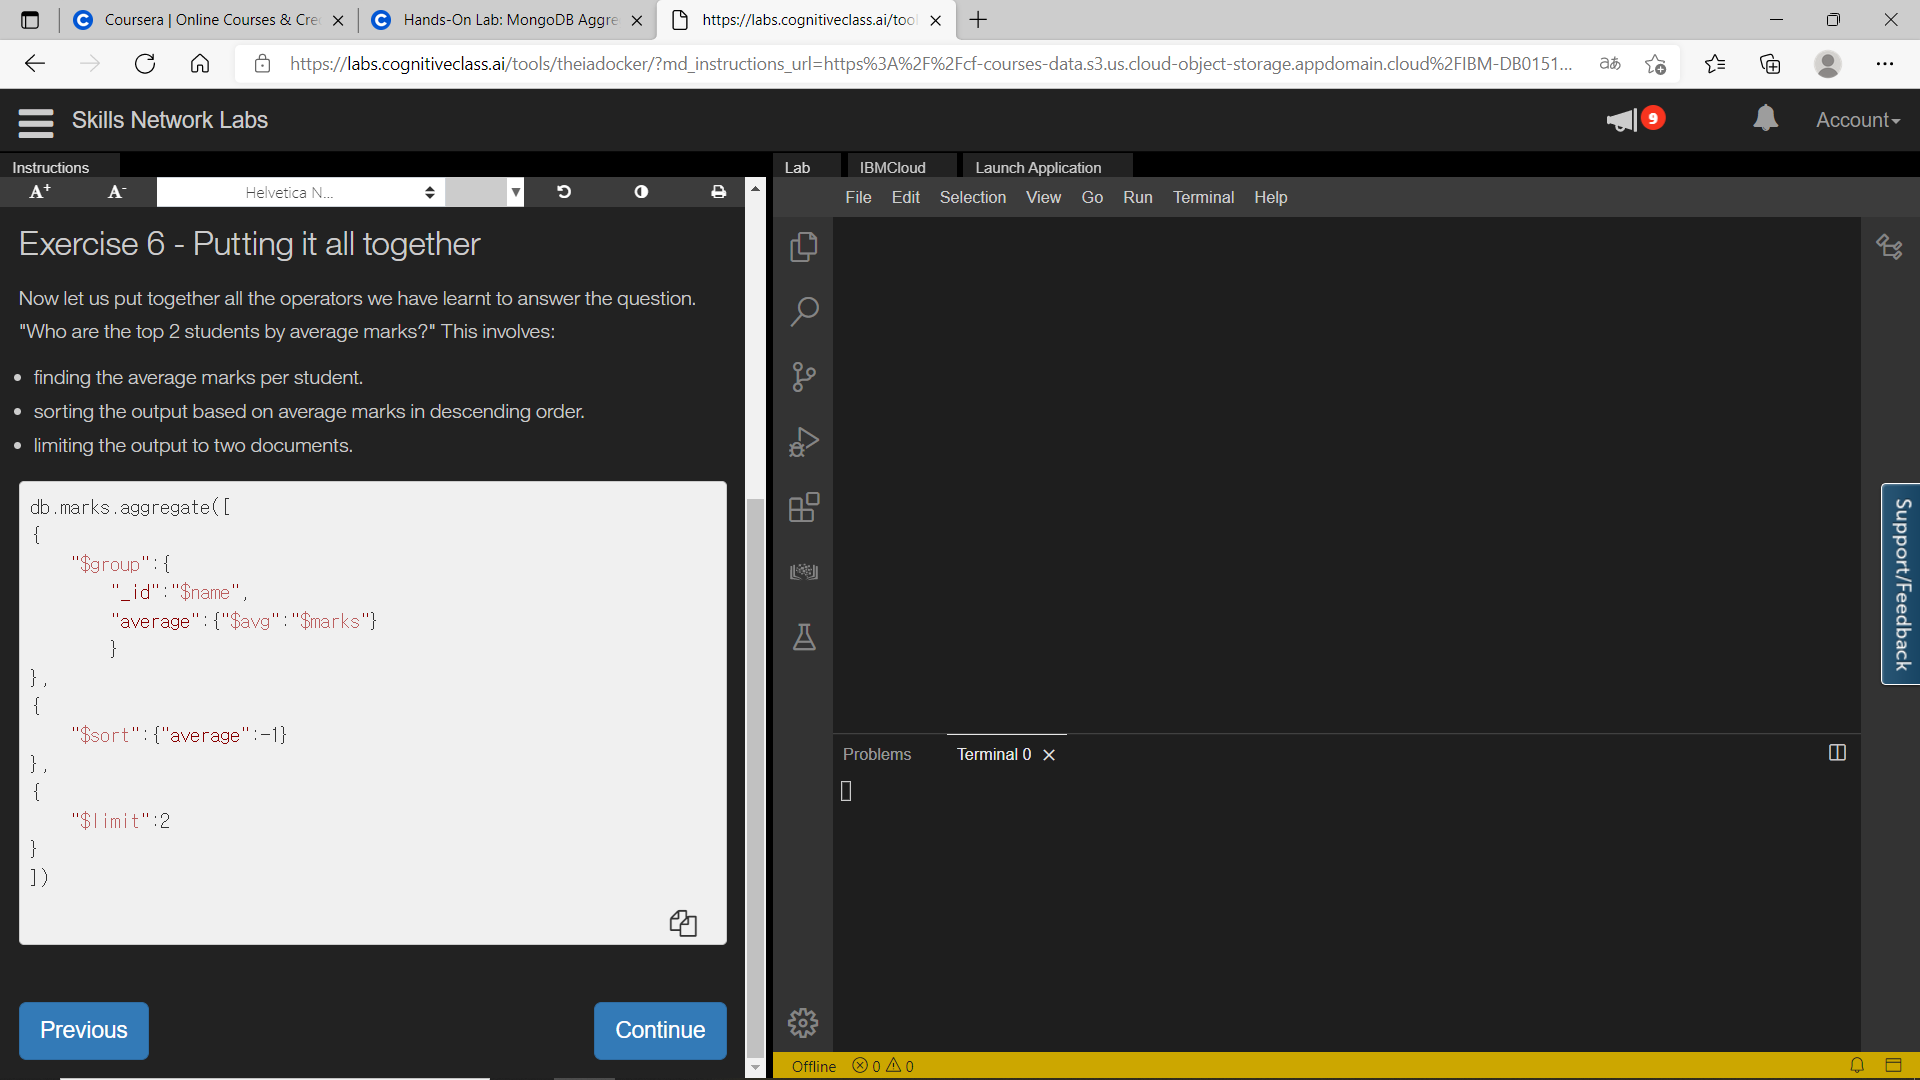 Coursera | Online Courses & Cre
Hands-On Lab: MongoDB Aggre
https://labs.cognitiveclass.ai/tool
https://labs.cognitiveclass.ai/tools/theiadocker/?md_instructions_url=https%3A%2F%2Fcf-courses-data.s3.us.cloud-object-storage.appdomain.cloud%2FIBM-DB0151...
Skills Network Labs
9
Account
Instructions
Lab
IBMCloud
Launch Application
A+
A-
Helvetica N...
File Edit Selection View Go Run Terminal Help
Exercise 6 - Putting it all together
Now let us put together all the operators we have learnt to answer the question.
"Who are the top 2 students by average marks?" This involves:
finding the average marks per student.
sorting the output based on average marks in descending order.
limiting the output to two documents.
db.marks.aggregate([
{
"$group":{
"_id":"$name",
"average":{"$avg":"$marks"}
}
},
{
"$sort":{"average":-1}
},
{
"$limit":2
}
])
Previous
Continue
Problems
Terminal 0
Support/Feedback
Offline
0
0